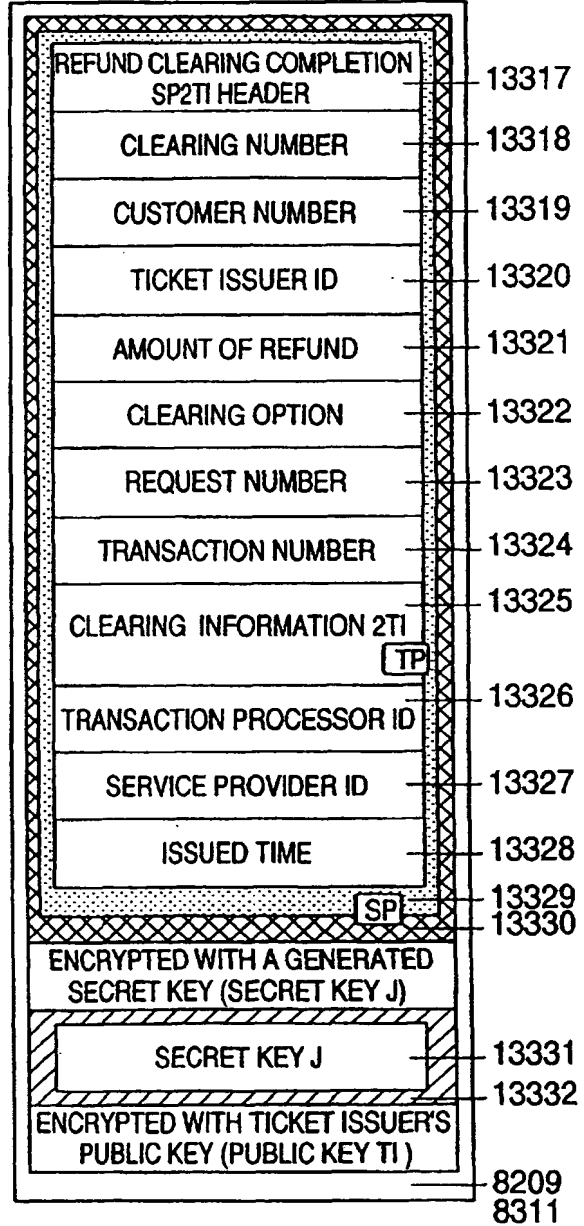 REFUND CLEARING COMPLETION
SP2TI HEADER
13317
CLEARING NUMBER
13318
CUSTOMER NUMBER
13319
TICKET ISSUER ID
13320
AMOUNT OF REFUND
13321
CLEARING OPTION
13322
REQUEST NUMBER
13323
TRANSACTION NUMBER
13324
CLEARING INFORMATION 2TI
13325
TP
TRANSACTION PROCESSOR ID
13326
SERVICE PROVIDER ID
13327
ISSUED TIME
13328
13329
SP
13330
ENCRYPTED WITH A GENERATED
SECRET KEY (SECRET KEY J)
SECRET KEY J
13331
13332
ENCRYPTED WITH TICKET ISSUER'S
PUBLIC KEY (PUBLIC KEY TI )
8209
8311